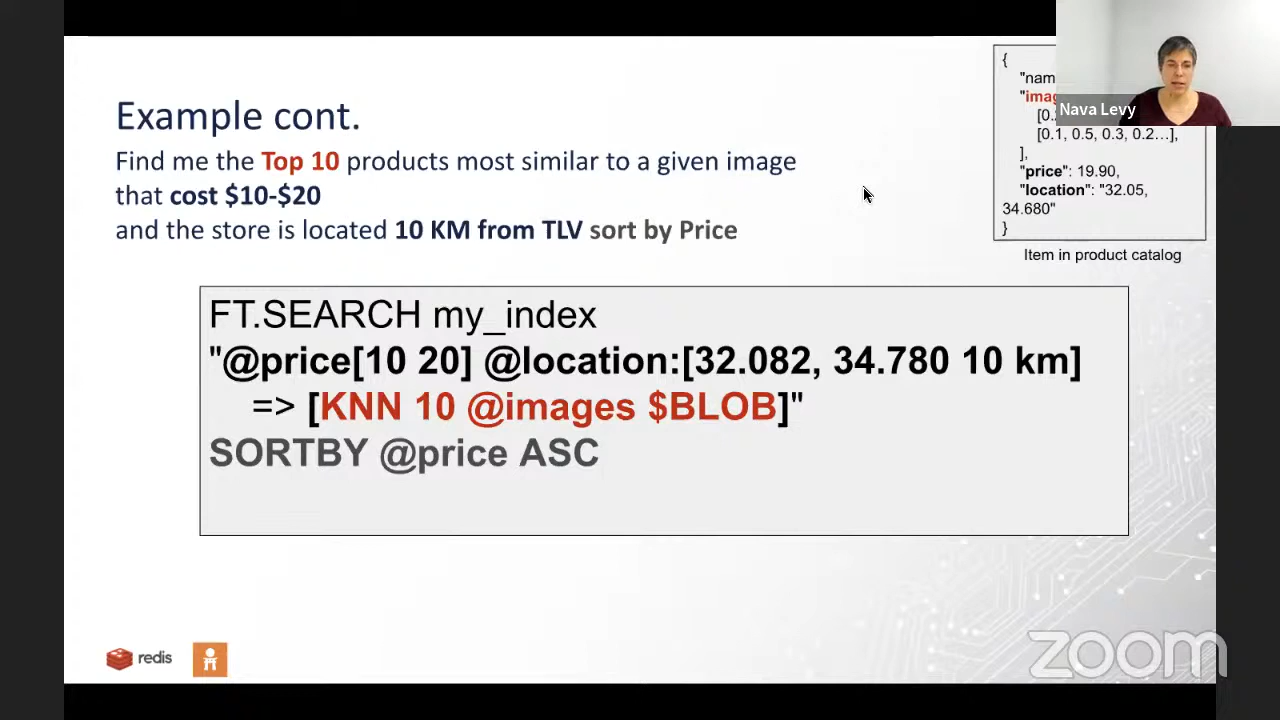 Example cont.
Find me the Top 10 products most similar to a given image
that cost $10-$20
and the store is located 10 KM from TLV sort by Price
{
"nam
"imag
[0.2
[0.1, 0.5, 0.3, 0.2...],
],
"price": 19.90,
"location": "32.05,
34.680"
}
Item in product catalog
Nava Levy
FT.SEARCH my_index
"@price[10 20] @location:[32.082, 34.780 10 km]
=> [KNN 10 @images $BLOB]"
SORTBY @price ASC
redis
zoom